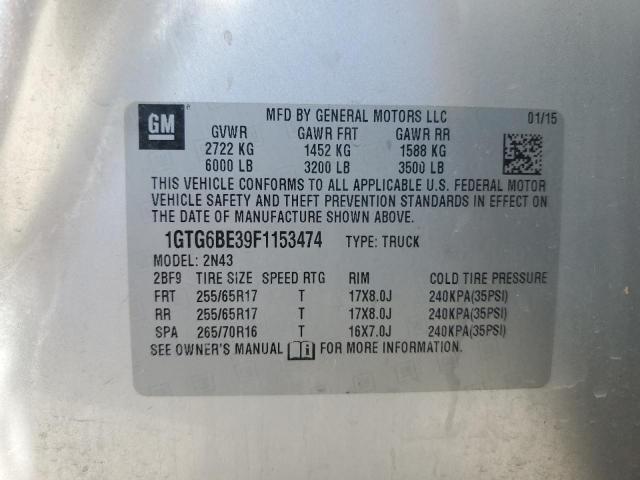 GM
MFD BY GENERAL MOTORS LLC 01/15
GVWR GAWR FRT GAWR RR
2722 KG 1452 KG 1588 KG
6000 LB 3200 LB 3500 LB
THIS VEHICLE CONFORMS TO ALL APPLICABLE U.S. FEDERAL MOTOR
VEHICLE SAFETY AND THEFT PREVENTION STANDARDS IN EFFECT ON
THE DATE OF MANUFACTURE SHOWN ABOVE.
1GTG6BE39F1153474 TYPE: TRUCK
MODEL: 2N43
2BF9 TIRE SIZE SPEED RTG RIM COLD TIRE PRESSURE
FRT 255/65R17 T 17X8.0J 240KPA(35PSI)
RR 255/65R17 T 17X8.0J 240KPA(35PSI)
SPA 265/70R16 T 16X7.0J 240KPA(35PSI)
SEE OWNER'S MANUAL FOR MORE INFORMATION.